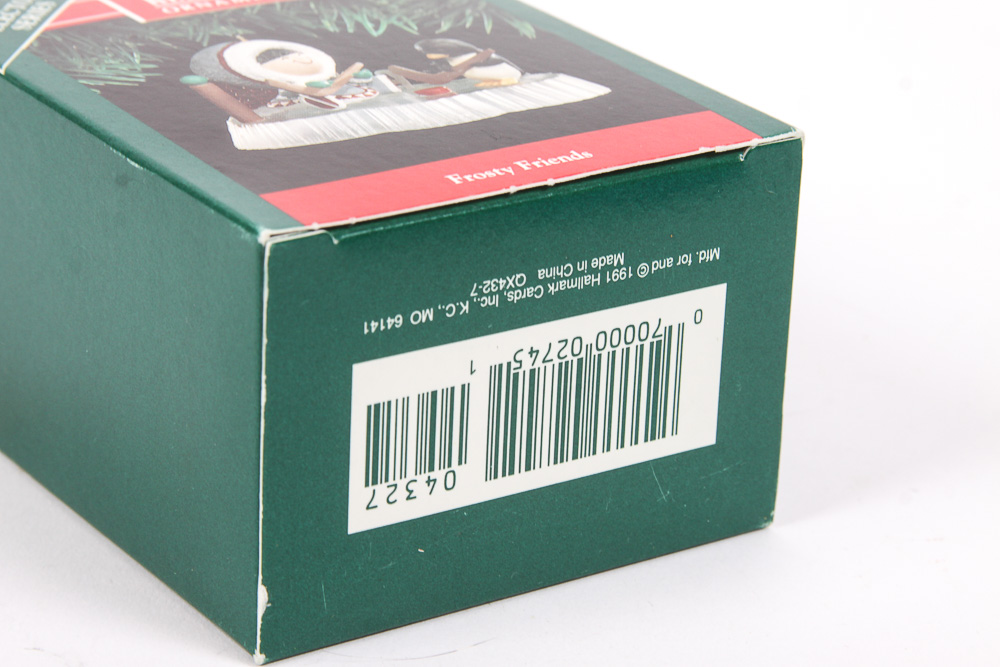 SERIES
Frosty Friends
Mfd. for and © 1991 Hallmark Cards, Inc., K.C., MO 64141
Made in China QX432-7
0 70000 02745 1
04327